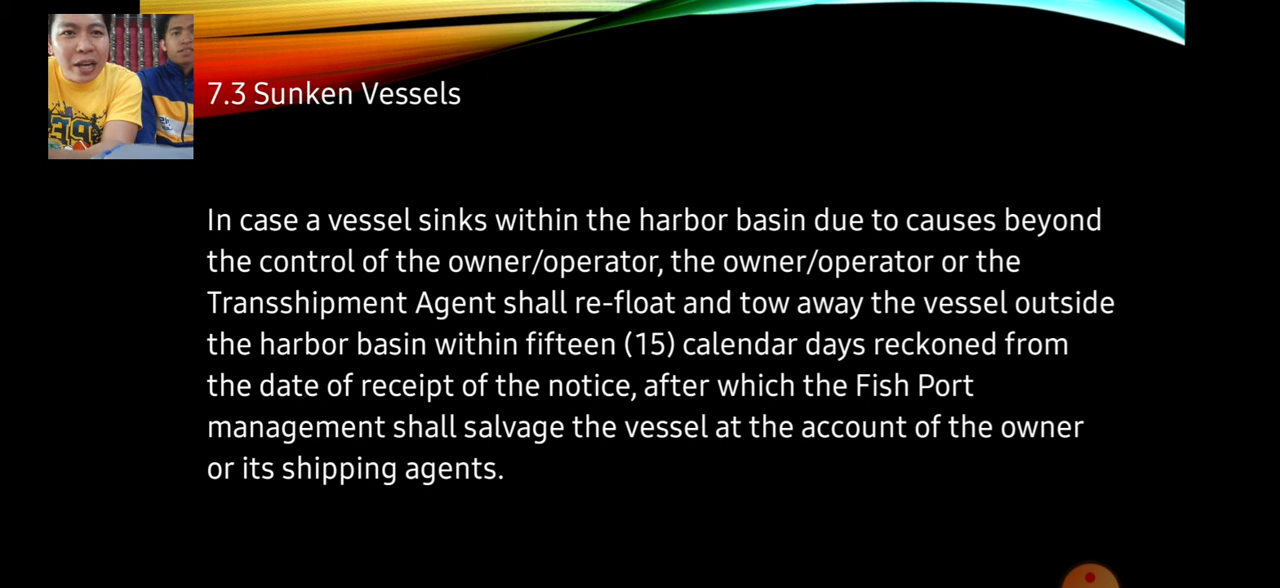 7.3 Sunken Vessels
In case a vessel sinks within the harbor basin due to causes beyond
the control of the owner/operator, the owner/operator or the
Transshipment Agent shall re-float and tow away the vessel outside
the harbor basin within fifteen (15) calendar days reckoned from
the date of receipt of the notice, after which the Fish Port
management shall salvage the vessel at the account of the owner
or its shipping agents.
39